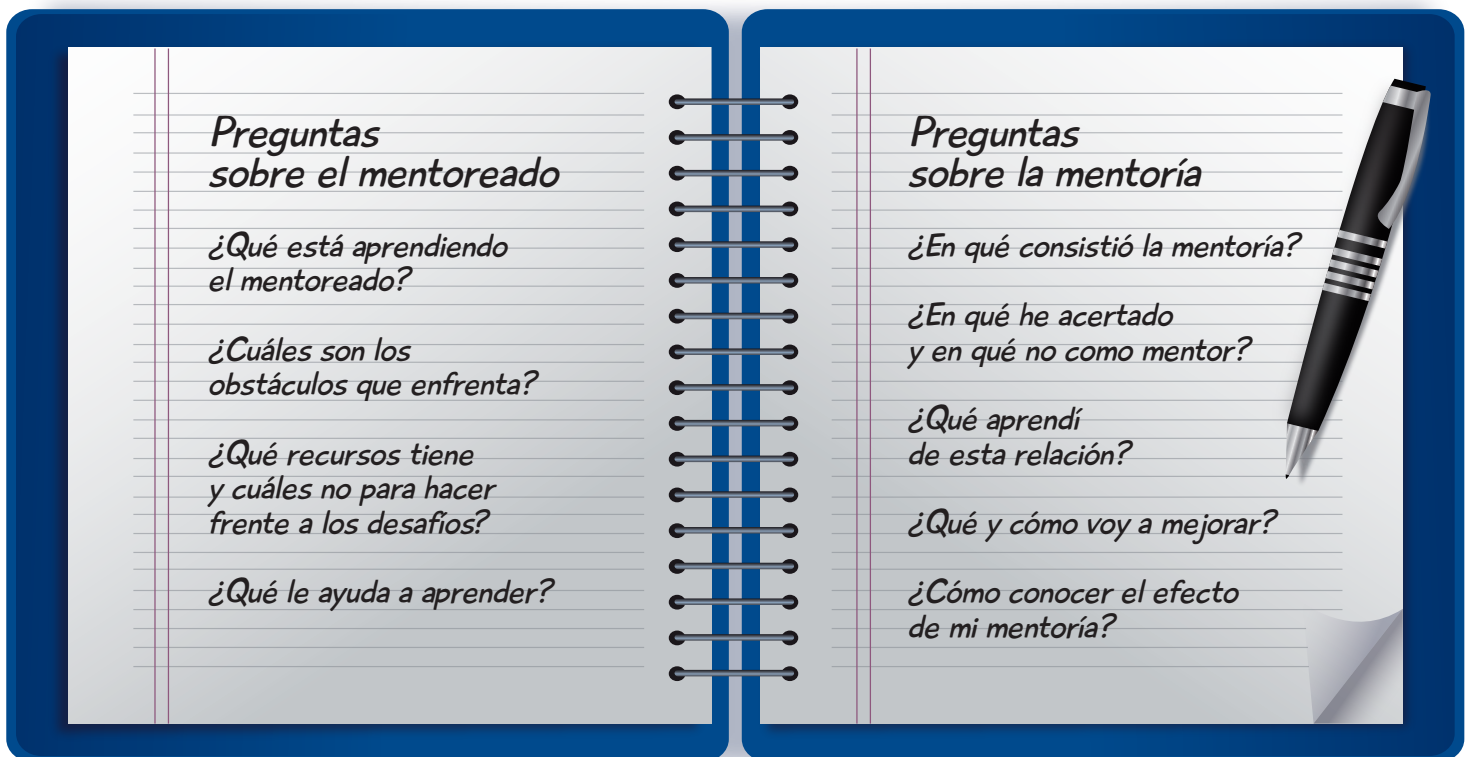 Preguntas
sobre el mentoreado
¿Qué está aprendiendo
el mentoreado?
¿Cuáles son los
obstáculos que enfrenta?
¿Qué recursos tiene
y cuáles no para hacer
frente a los desafíos?
¿Qué le ayuda a aprender?
Preguntas
sobre la mentoría
¿En qué consistió la mentoría?
¿En qué he acertado
y en qué no como mentor?
¿Qué aprendí
de esta relación?
¿Qué y cómo voy a mejorar?
¿Cómo conocer el efecto
de mi mentoría?